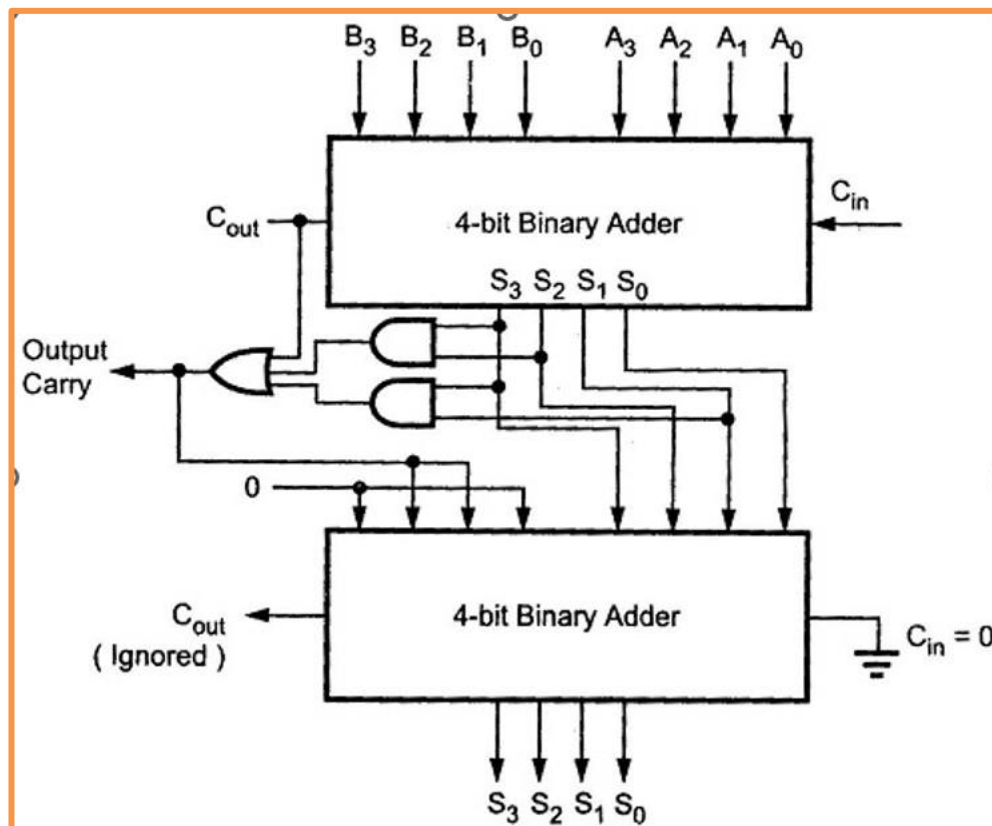 B3 B2 B1 B0 A3 A2 A1 A0
Cout
4-bit Binary Adder
Cin
S3 S2 S1 S0
Output
Carry
0
Cout
( Ignored )
4-bit Binary Adder
Cin = 0
S3 S2 S1 S0